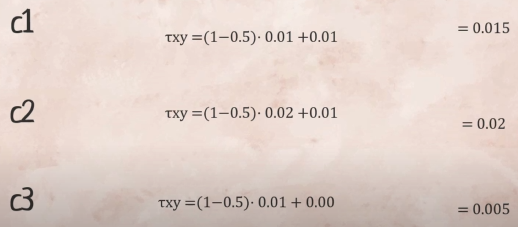 c1 τxy =(1−0.5)· 0.01 +0.01 = 0.015
c2 τxy =(1−0.5)· 0.02 +0.01 = 0.02
c3 τxy =(1−0.5)· 0.01 + 0.00 = 0.005